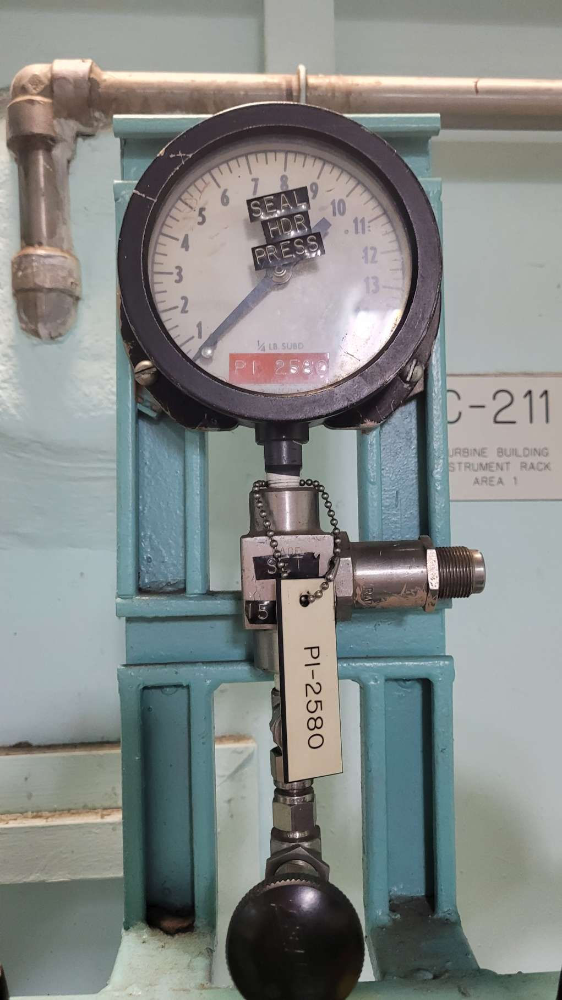 1
2
3
4
5
6
7
8
9
10
11
12
13
SEAL
HDR
PRESS
1/4 LB. SUBD
PI 2580
C-211
URBINE BUILDING
STRUMENT RACK
AREA 1
SET
15
PI-2580